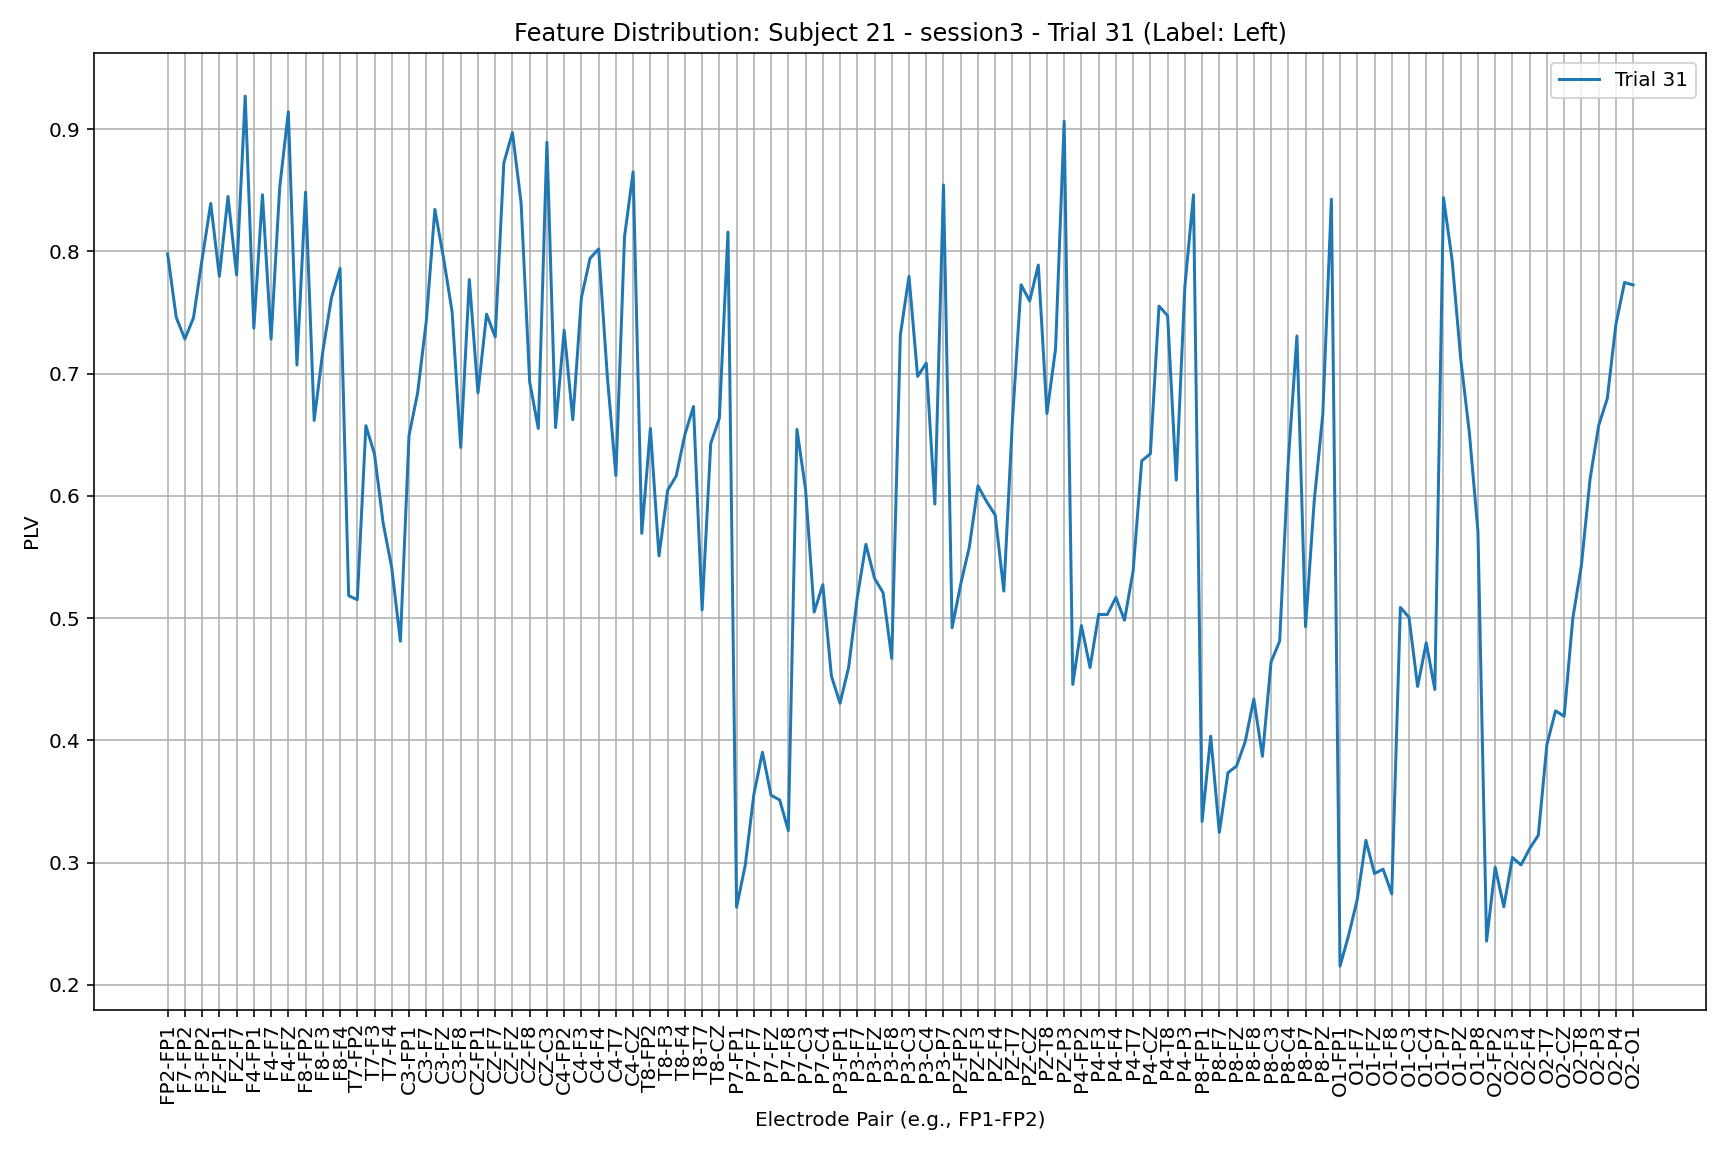 Feature Distribution: Subject 21 - session3 - Trial 31 (Label: Left)
Trial 31
PLV
0.9
0.8
0.7
0.6
0.5
0.4
0.3
0.2
FP2-FP1
F7-FP2
F3-FP2
FZ-FP1
FZ-F7
F4-FP1
F4-F7
F4-FZ
F8-FP2
F8-F3
F8-F4
T7-FP2
T7-F3
T7-F4
C3-FP1
C3-F7
C3-FZ
C3-F8
CZ-FP1
CZ-F7
CZ-FZ
CZ-F8
CZ-C3
C4-FP2
C4-F3
C4-F4
C4-T7
C4-CZ
T8-FP2
T8-F3
T8-F4
T8-T7
T8-CZ
P7-FP1
P7-F7
P7-FZ
P7-F8
P7-C3
P7-C4
P3-FP1
P3-F7
P3-FZ
P3-F8
P3-C3
P3-C4
P3-P7
PZ-FP2
PZ-F3
PZ-F4
PZ-T7
PZ-CZ
PZ-T8
PZ-P3
P4-FP2
P4-F3
P4-F4
P4-T7
P4-CZ
P4-T8
P4-P3
P8-FP1
P8-F7
P8-FZ
P8-F8
P8-C3
P8-C4
P8-P7
P8-PZ
O1-FP1
O1-F7
O1-FZ
O1-F8
O1-C3
O1-C4
O1-P7
O1-PZ
O1-P8
O2-FP2
O2-F3
O2-F4
O2-T7
O2-CZ
O2-T8
O2-P3
O2-P4
O2-O1
Electrode Pair (e.g., FP1-FP2)